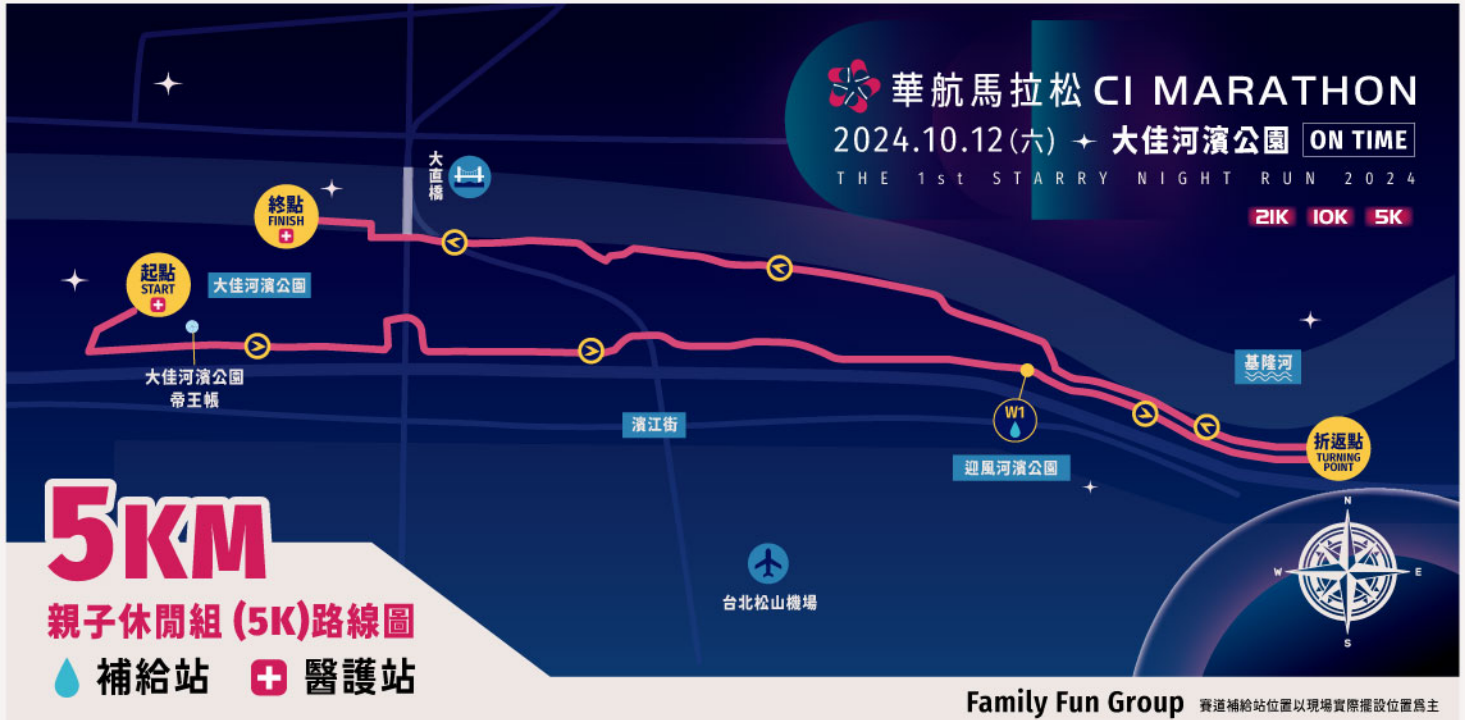 華航馬拉松 CI MARATHON
2024.10.12(六) 大佳河濱公園 ON TIME
THE 1st STARRY NIGHT RUN 2024
21K 10K 5K
大直橋
終點
FINISH
起點
START
大佳河濱公園
大佳河濱公園
帝王帳
濱江街
W1
迎風河濱公園
基隆河
折返點
TURNING
POINT
台北松山機場
N
W E
S
5KM
親子休閒組 (5K)路線圖
補給站 醫護站
Family Fun Group 賽道補給站位置以現場實際擺設位置爲主